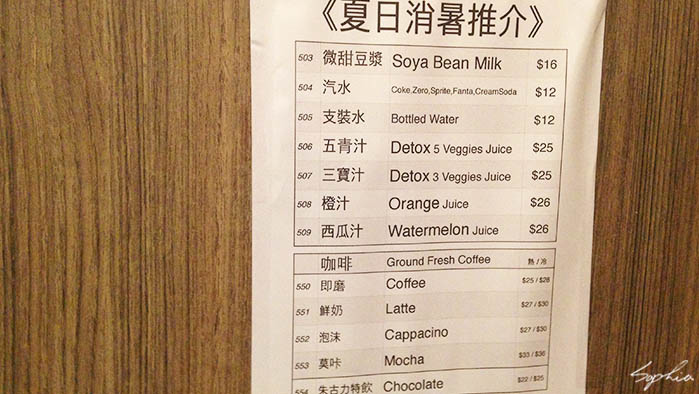 《夏日消暑推介》
503 微甜豆漿 Soya Bean Milk $16
504 汽水 Coke,Zero,Sprite,Fanta,CreamSoda $12
505 支裝水 Bottled Water $12
506 五青汁 Detox 5 Veggies Juice $25
507 三寶汁 Detox 3 Veggies Juice $25
508 橙汁 Orange Juice $26
509 西瓜汁 Watermelon Juice $26
咖啡 Ground Fresh Coffee 熱 / 冷
550 即磨 Coffee $25 / $28
551 鮮奶 Latte $27 / $30
552 泡沫 Cappacino $27 / $30
553 莫咔 Mocha $33 / $36
554 朱古力特飲 Chocolate $22 / $25
Sophia